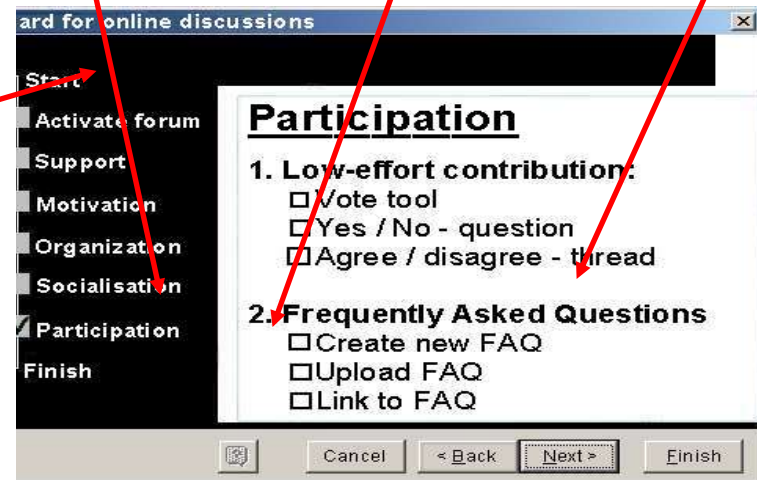 ard for online discussions
Start
Activate forum
Support
Motivation
Organization
Socialisation
Participation
Finish
Participation
1. Low-effort contribution:
Vote tool
Yes / No - question
Agree / disagree - thread
2. Frequently Asked Questions
Create new FAQ
Upload FAQ
Link to FAQ
Cancel
< Back
Next >
Finish